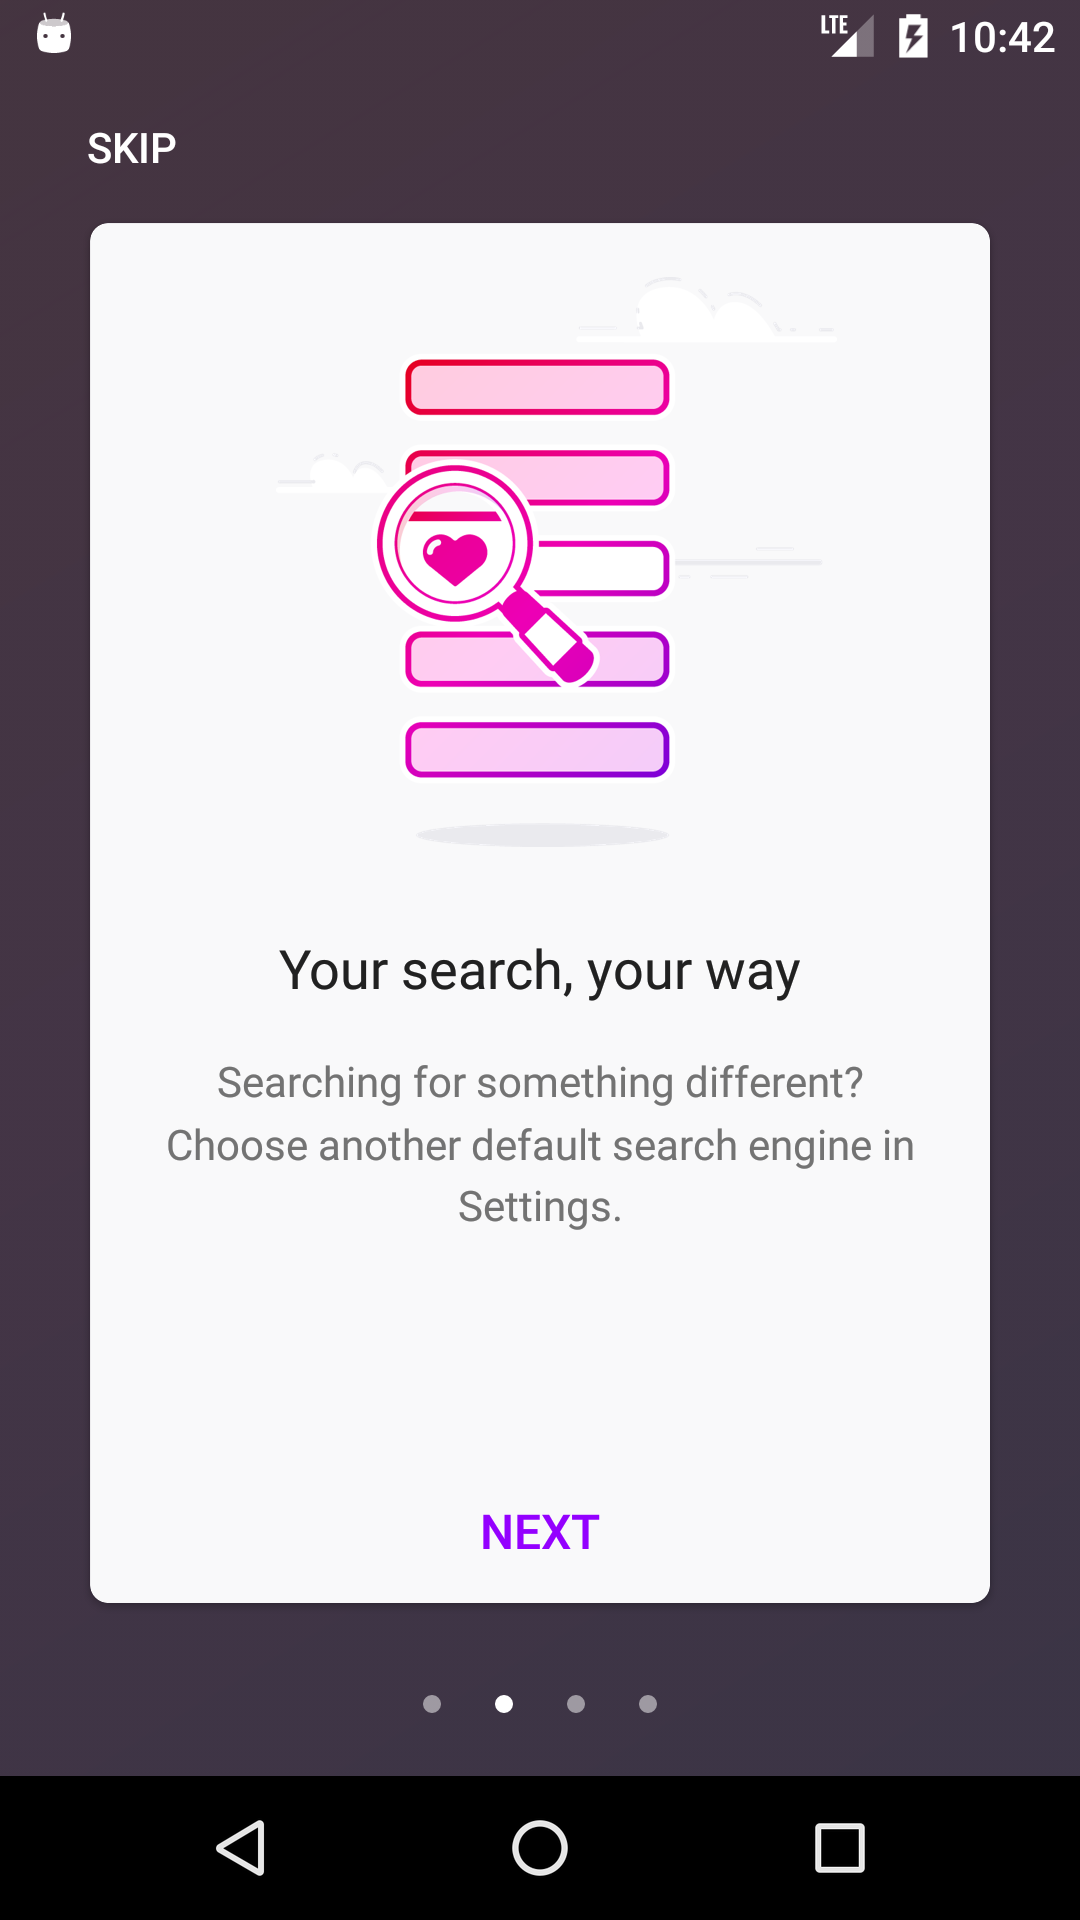 LTE 10:42
SKIP
Your search, your way
Searching for something different?
Choose another default search engine in
Settings.
NEXT